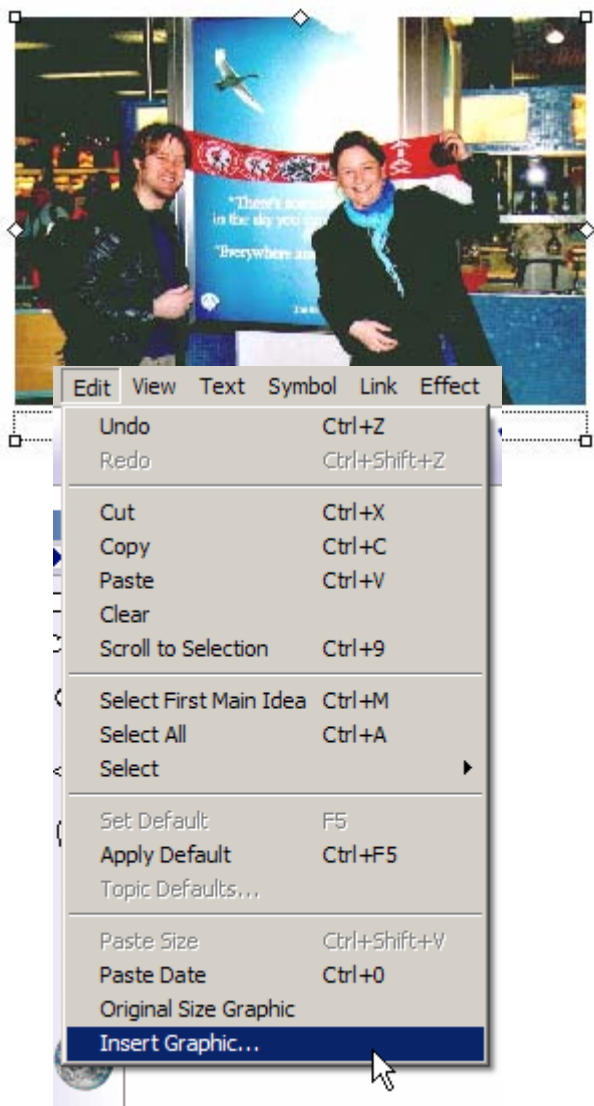 "There's some
in the sky you
"Everywhere
Edit View Text Symbol Link Effect
Undo Ctrl+Z
Redo Ctrl+Shift+Z
Cut Ctrl+X
Copy Ctrl+C
Paste Ctrl+V
Clear
Scroll to Selection Ctrl+9
Select First Main Idea Ctrl+M
Select All Ctrl+A
Select
Set Default F5
Apply Default Ctrl+F5
Topic Defaults...
Paste Size Ctrl+Shift+V
Paste Date Ctrl+0
Original Size Graphic
Insert Graphic...